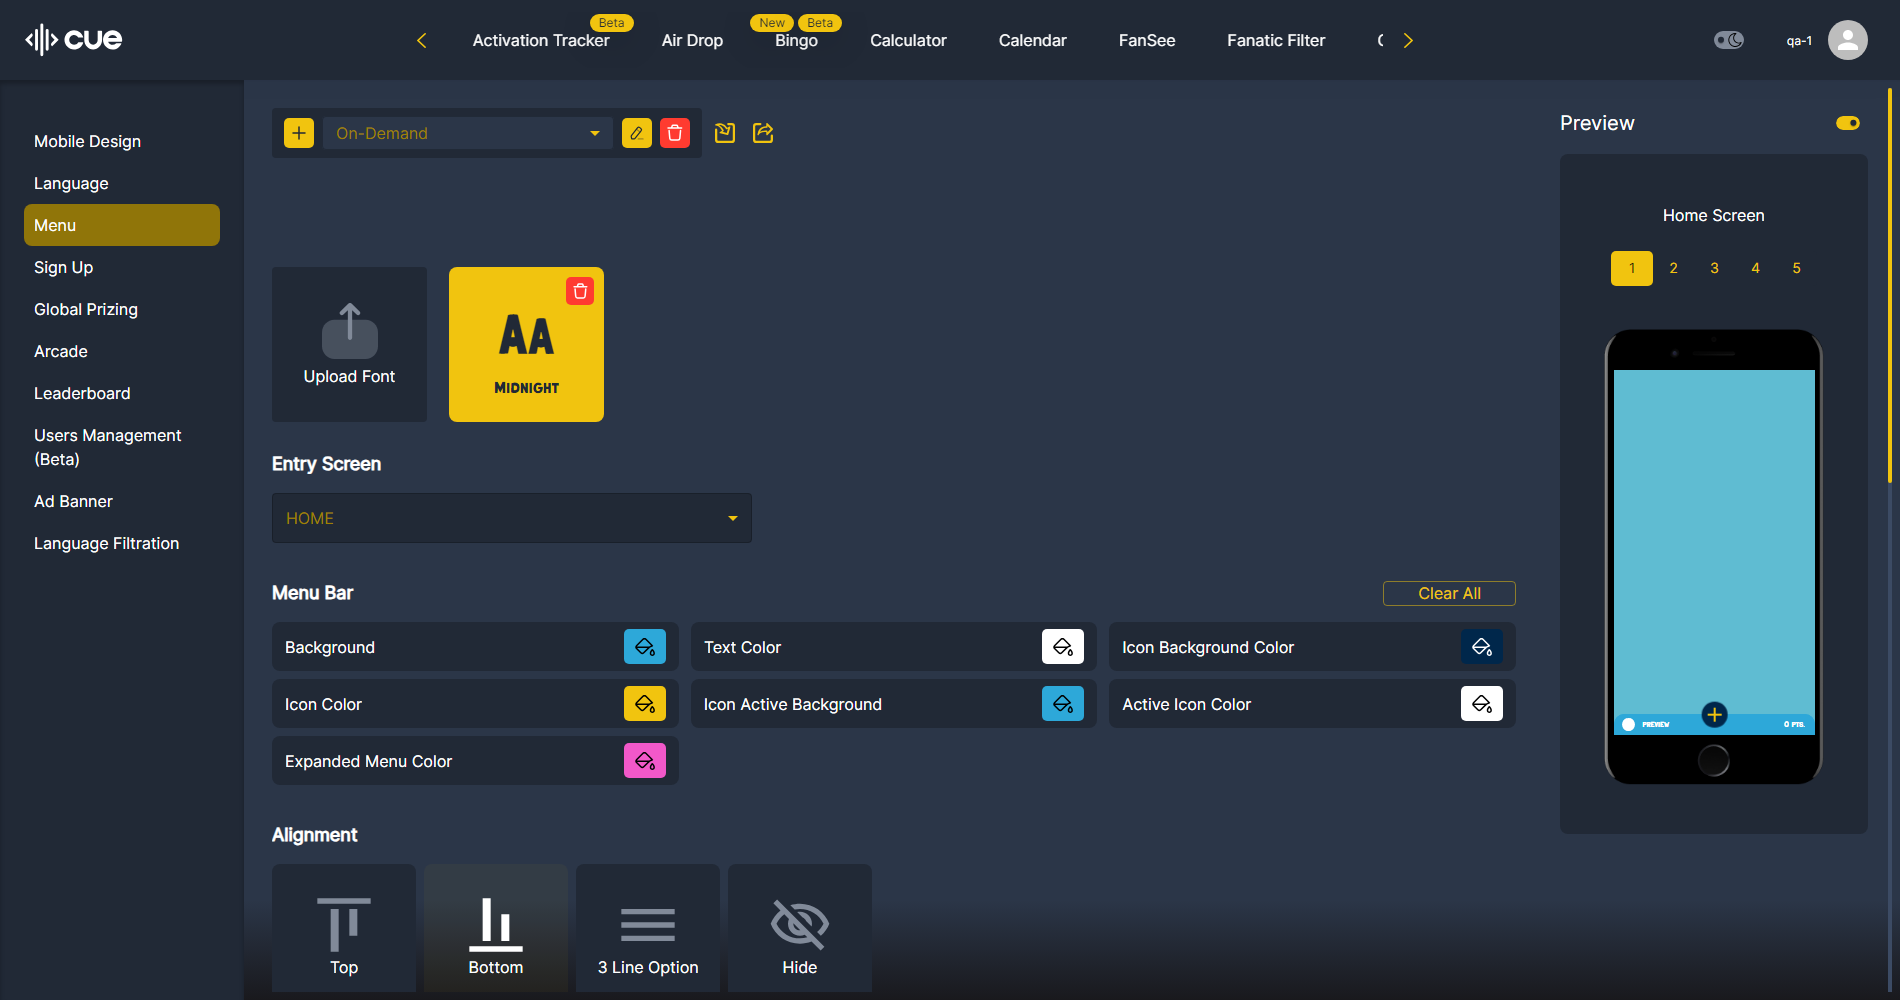 cue
Beta
New
Beta
Activation Tracker
Air Drop
Bingo
Calculator
Calendar
FanSee
Fanatic Filter
qa-1
Mobile Design
Language
Menu
Sign Up
Global Prizing
Arcade
Leaderboard
Users Management
(Beta)
Ad Banner
Language Filtration
On-Demand
Upload Font
AA
MIDNIGHT
Entry Screen
HOME
Menu Bar
Clear All
Background
Text Color
Icon Background Color
Icon Color
Icon Active Background
Active Icon Color
Expanded Menu Color
Alignment
Top
Bottom
3 Line Option
Hide
Preview
Home Screen
1
2
3
4
5
PREVIEW
0 PTS.